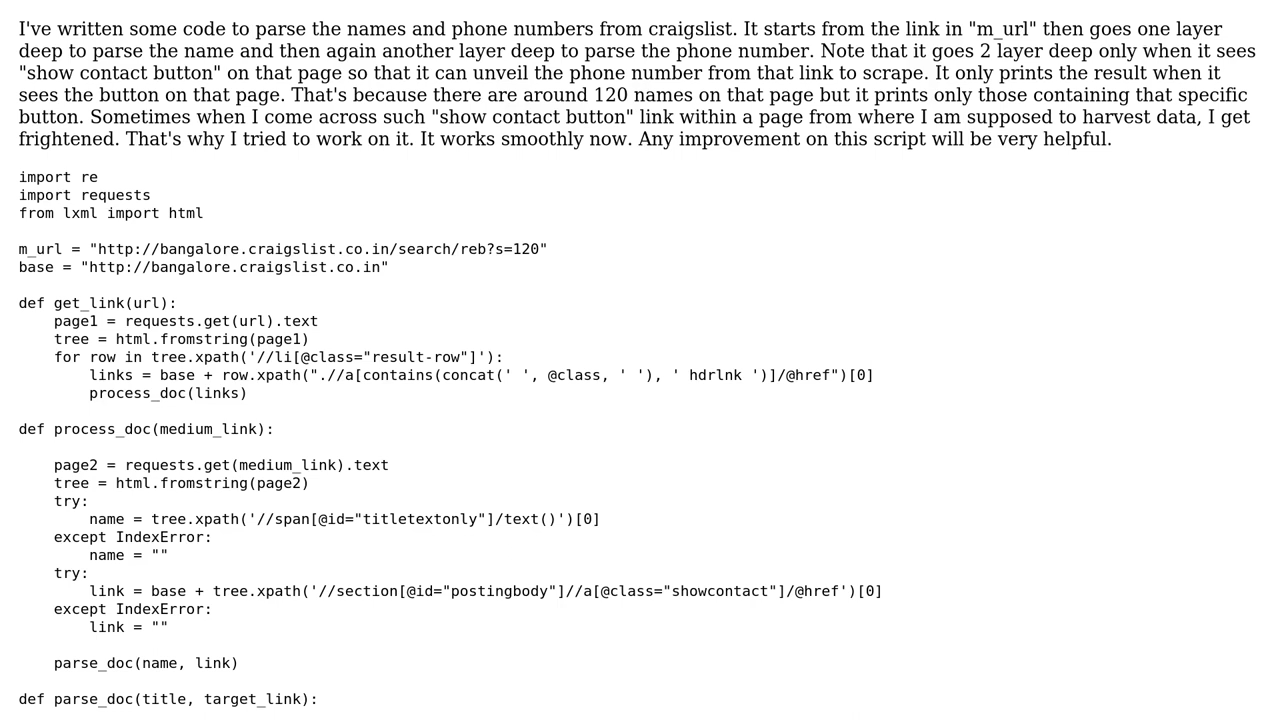 I've written some code to parse the names and phone numbers from craigslist. It starts from the link in "m_url" then goes one layer
deep to parse the name and then again another layer deep to parse the phone number. Note that it goes 2 layer deep only when it sees
"show contact button" on that page so that it can unveil the phone number from that link to scrape. It only prints the result when it
sees the button on that page. That's because there are around 120 names on that page but it prints only those containing that specific
button. Sometimes when I come across such "show contact button" link within a page from where I am supposed to harvest data, I get
frightened. That's why I tried to work on it. It works smoothly now. Any improvement on this script will be very helpful.
import re
import requests
from lxml import html
m_url = "http://bangalore.craigslist.co.in/search/reb?s=120"
base = "http://bangalore.craigslist.co.in"
def get_link(url):
    page1 = requests.get(url).text
    tree = html.fromstring(page1)
    for row in tree.xpath('//li[@class="result-row"]'):
        links = base + row.xpath(".//a[contains(concat(' ', @class, ' '), ' hdrlnk ')]/@href")[0]
        process_doc(links)
def process_doc(medium_link):
    page2 = requests.get(medium_link).text
    tree = html.fromstring(page2)
    try:
        name = tree.xpath('//span[@id="titletextonly"]/text()')[0]
    except IndexError:
        name = ""
    try:
        link = base + tree.xpath('//section[@id="postingbody"]//a[@class="showcontact"]/@href')[0]
    except IndexError:
        link = ""
    parse_doc(name, link)
def parse_doc(title, target_link):